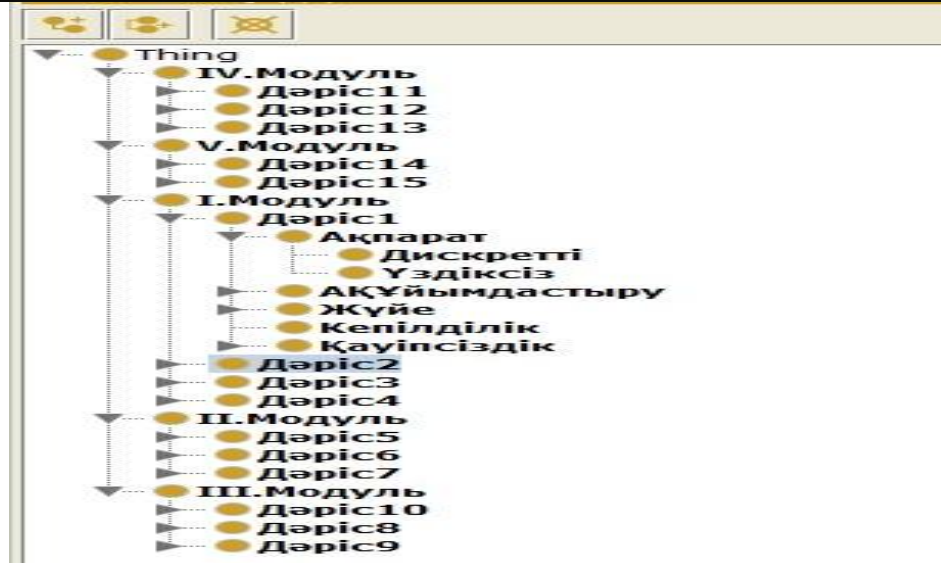 Thing
IV.Модуль
Дәріс11
Дәріс12
Дәріс13
V.Модуль
Дәріс14
Дәріс15
I.Модуль
Дәріс1
Ақпарат
Дискретті
Үздіксіз
АҚҰйымдастыру
Жүйе
Кепілділік
Қауіпсіздік
Дәріс2
Дәріс3
Дәріс4
II.Модуль
Дәріс5
Дәріс6
Дәріс7
III.Модуль
Дәріс10
Дәріс8
Дәріс9